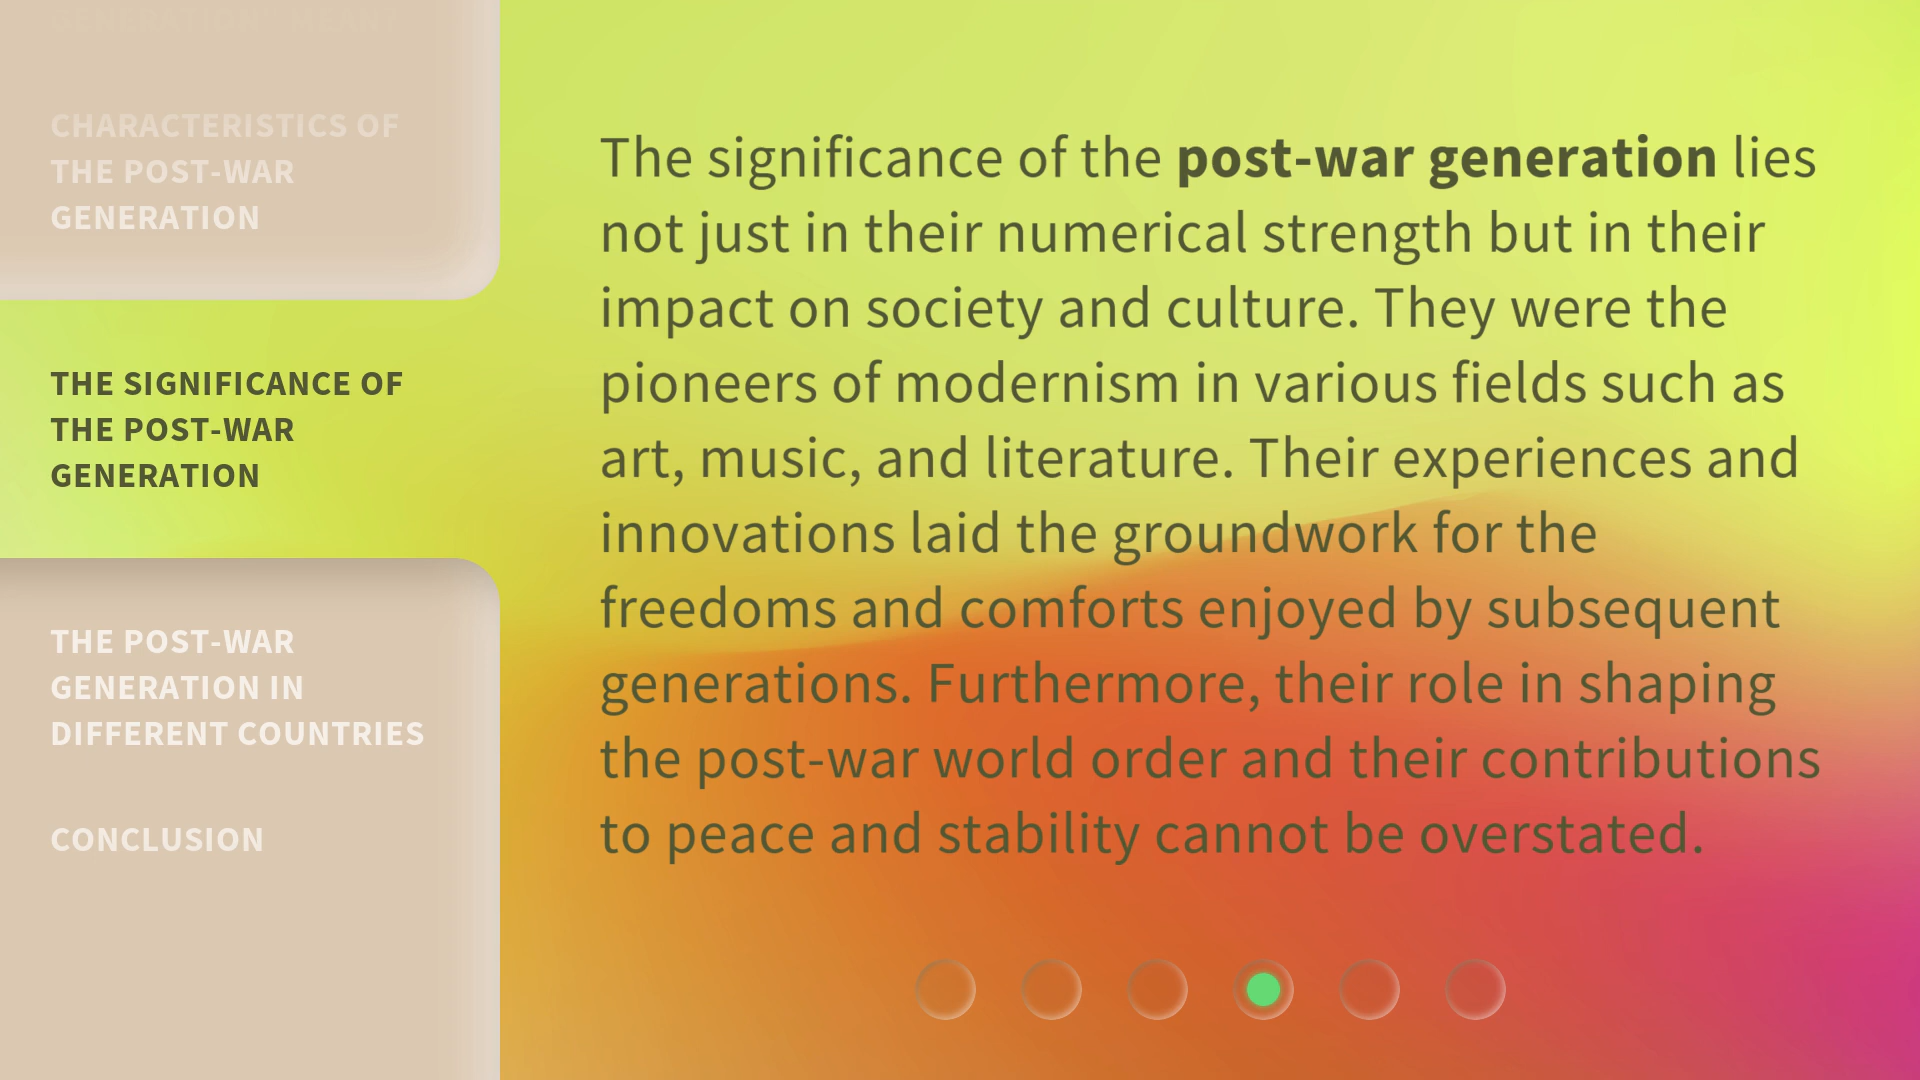 GENERATION" MEAN?
CHARACTERISTICS OF
THE POST-WAR
GENERATION
THE SIGNIFICANCE OF
THE POST-WAR
GENERATION
THE POST-WAR
GENERATION IN
DIFFERENT COUNTRIES
CONCLUSION
The significance of the post-war generation lies
not just in their numerical strength but in their
impact on society and culture. They were the
pioneers of modernism in various fields such as
art, music, and literature. Their experiences and
innovations laid the groundwork for the
freedoms and comforts enjoyed by subsequent
generations. Furthermore, their role in shaping
the post-war world order and their contributions
to peace and stability cannot be overstated.